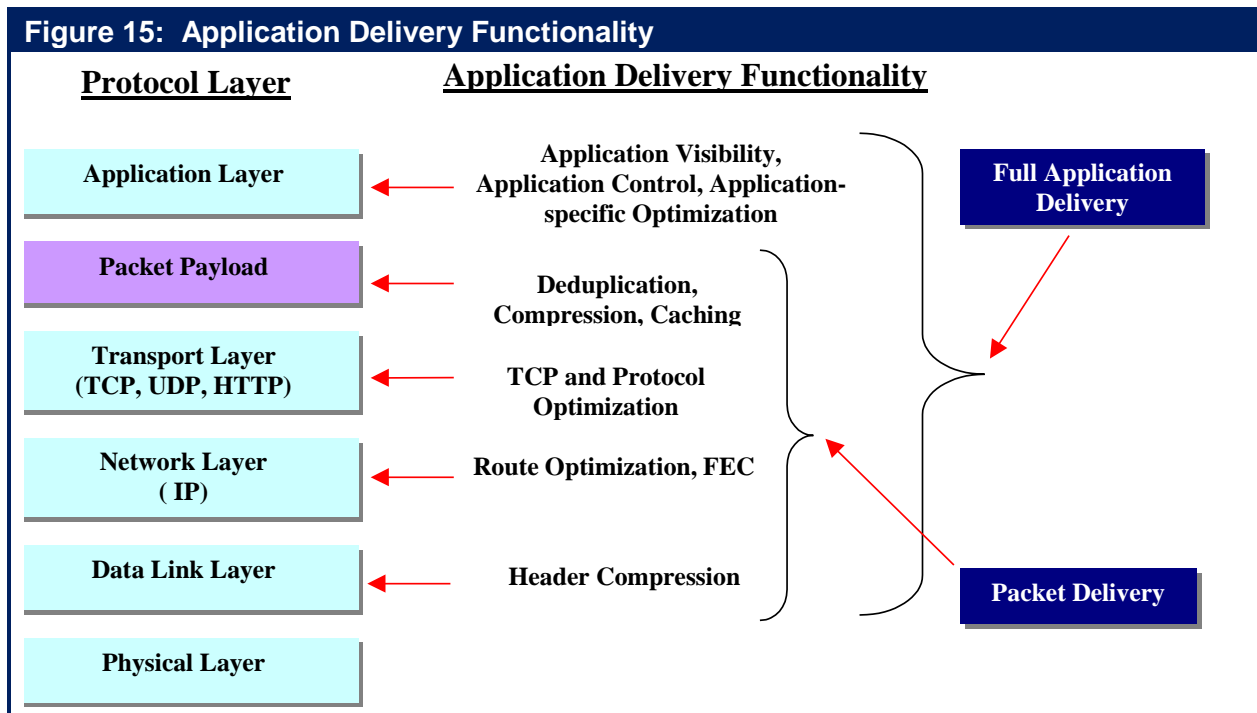 Figure 15: Application Delivery Functionality
Protocol Layer
Application Delivery Functionality
Application Layer
Application Visibility,
Application Control, Application-
specific Optimization
Full Application
Delivery
Packet Payload
Deduplication,
Compression, Caching
Transport Layer
(TCP, UDP, HTTP)
TCP and Protocol
Optimization
Network Layer
( IP)
Route Optimization, FEC
Data Link Layer
Header Compression
Packet Delivery
Physical Layer